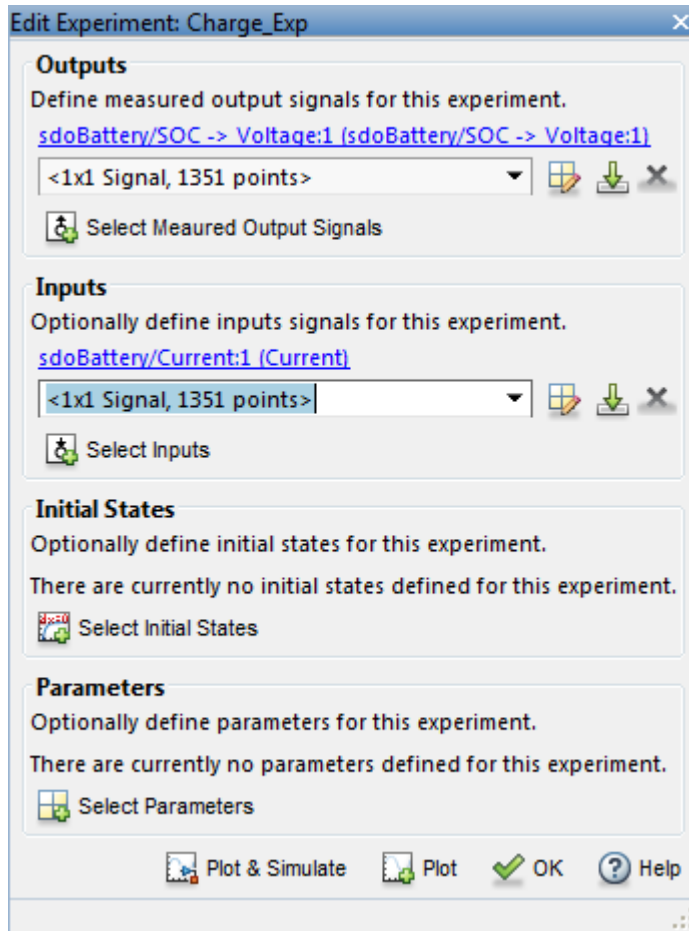 Edit Experiment: Charge_Exp
Outputs
Define measured output signals for this experiment.
sdoBattery/SOC -> Voltage:1 (sdoBattery/SOC -> Voltage:1)
<1x1 Signal, 1351 points>
Select Meaured Output Signals
Inputs
Optionally define inputs signals for this experiment.
sdoBattery/Current:1 (Current)
<1x1 Signal, 1351 points>
Select Inputs
Initial States
Optionally define initial states for this experiment.
There are currently no initial states defined for this experiment.
Select Initial States
Parameters
Optionally define parameters for this experiment.
There are currently no parameters defined for this experiment.
Select Parameters
Plot & Simulate Plot OK Help